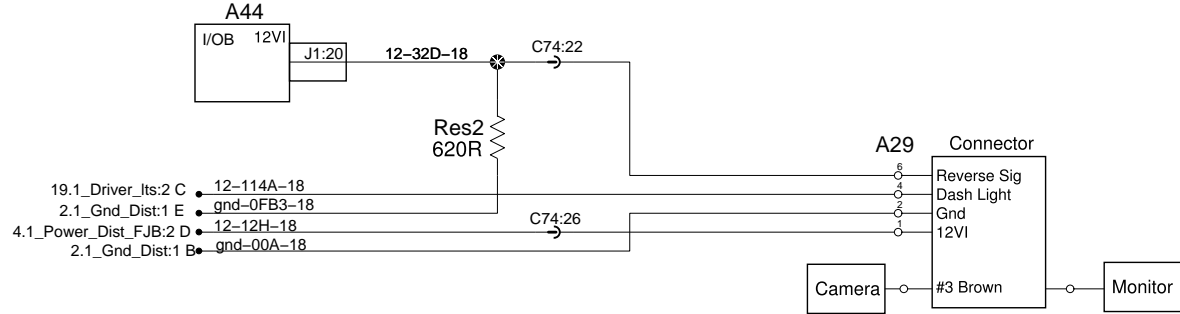 A44
I/OB 12VI
J1:20
12-32D-18
C74:22
Res2
620R
A29
Connector
6
Reverse Sig
19.1_Driver_lts:2 C
12-114A-18
4
Dash Light
2.1_Gnd_Dist:1 E
gnd-0FB3-18
2
Gnd
4.1_Power_Dist_FJB:2 D
12-12H-18
C74:26
1
12VI
2.1_Gnd_Dist:1 B
gnd-00A-18
Camera
#3 Brown
Monitor